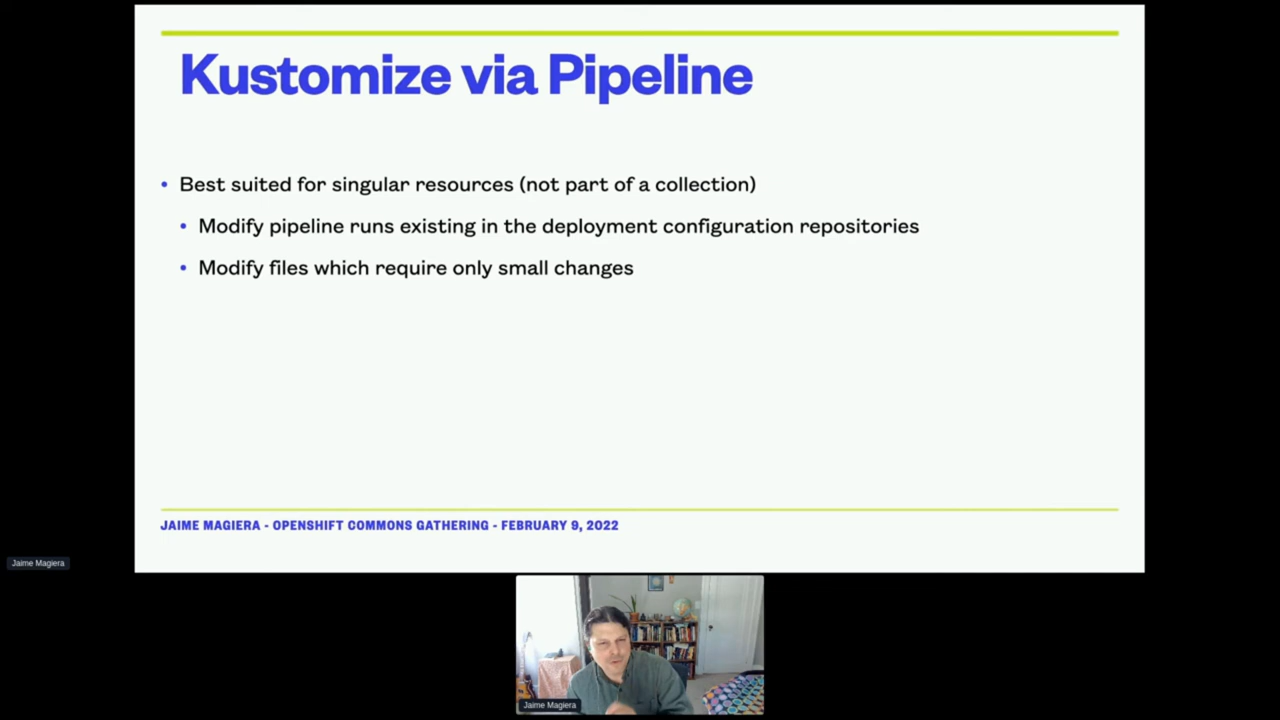 Kustomize via Pipeline
• Best suited for singular resources (not part of a collection)
• Modify pipeline runs existing in the deployment configuration repositories
• Modify files which require only small changes
JAIME MAGIERA - OPENSHIFT COMMONS GATHERING - FEBRUARY 9, 2022
Jaime Magiera
Jaime Magiera